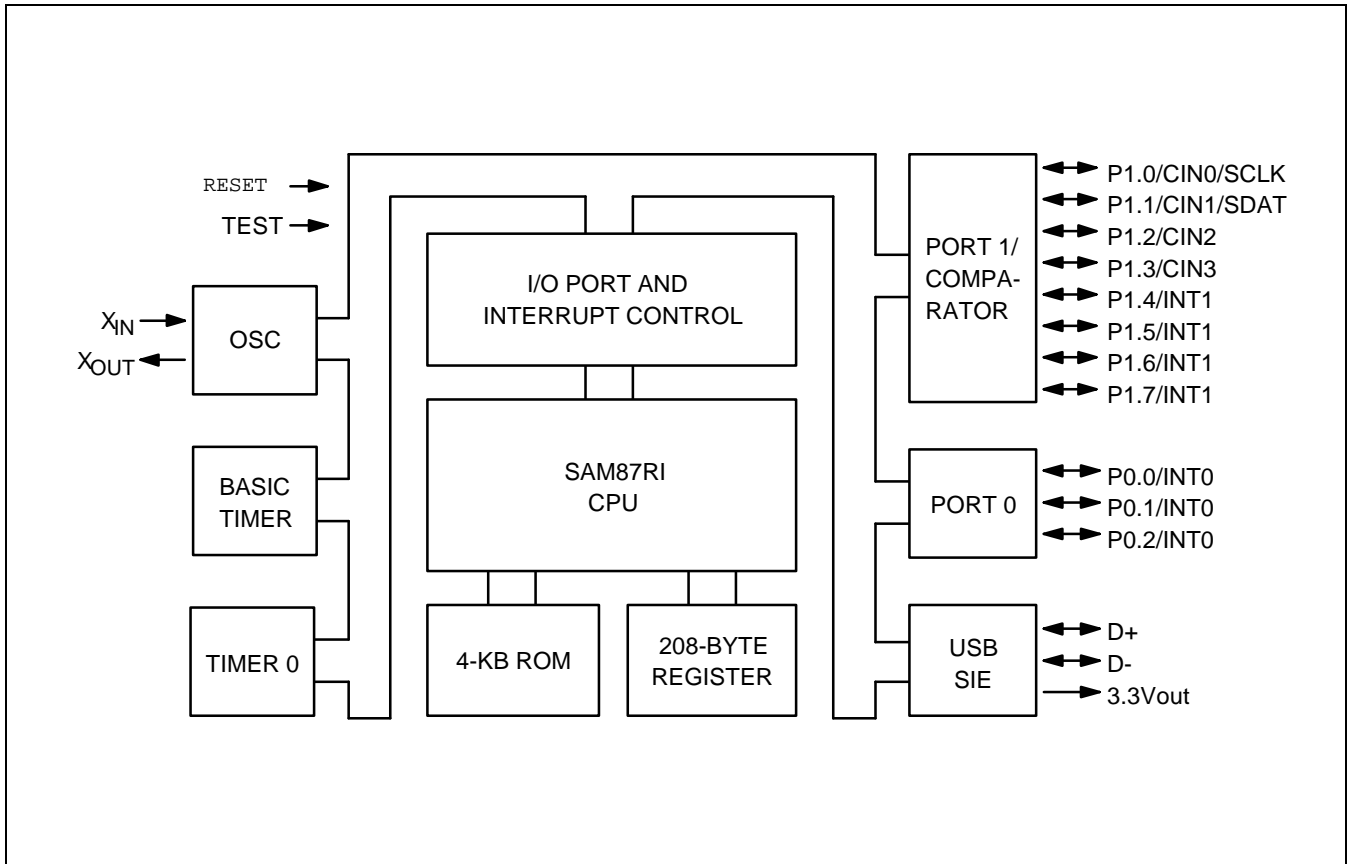 RESET
TEST
XIN
XOUT
OSC
BASIC
TIMER
TIMER 0
I/O PORT AND
INTERRUPT CONTROL
SAM87RI
CPU
4-KB ROM
208-BYTE
REGISTER
PORT 1/
COMPA-
RATOR
P1.0/CIN0/SCLK
P1.1/CIN1/SDAT
P1.2/CIN2
P1.3/CIN3
P1.4/INT1
P1.5/INT1
P1.6/INT1
P1.7/INT1
PORT 0
P0.0/INT0
P0.1/INT0
P0.2/INT0
USB
SIE
D+
D-
3.3Vout